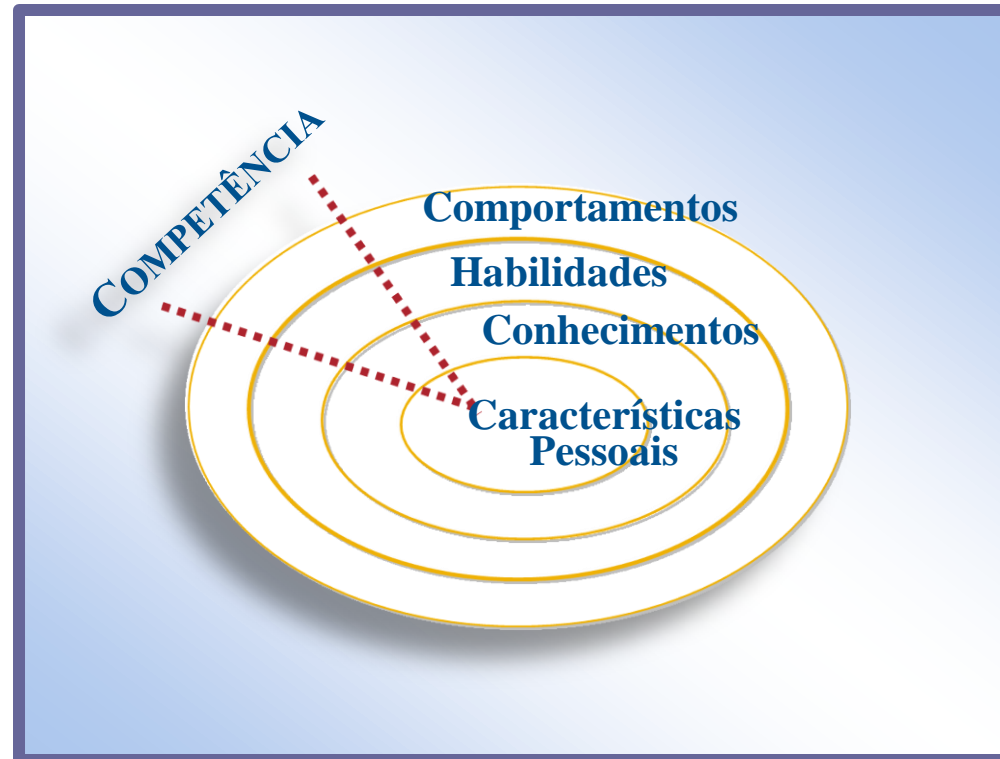 COMPETÊNCIA
Comportamentos
Habilidades
Conhecimentos
Características
Pessoais